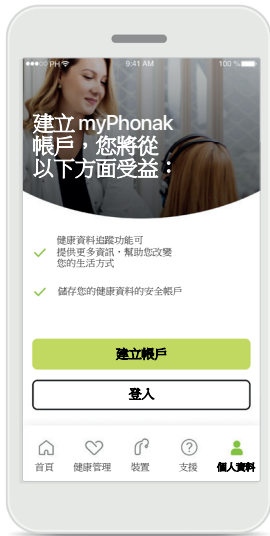 PH 9:41 AM 100 %
建立 myPhonak
帳戶，您將從
以下方面受益：
健康資料追蹤功能可
提供更多資訊，幫助您改變
您的生活方式
儲存您的健康資料的安全帳戶
建立帳戶
登入
首頁 健康管理 裝置 支援 個人資料